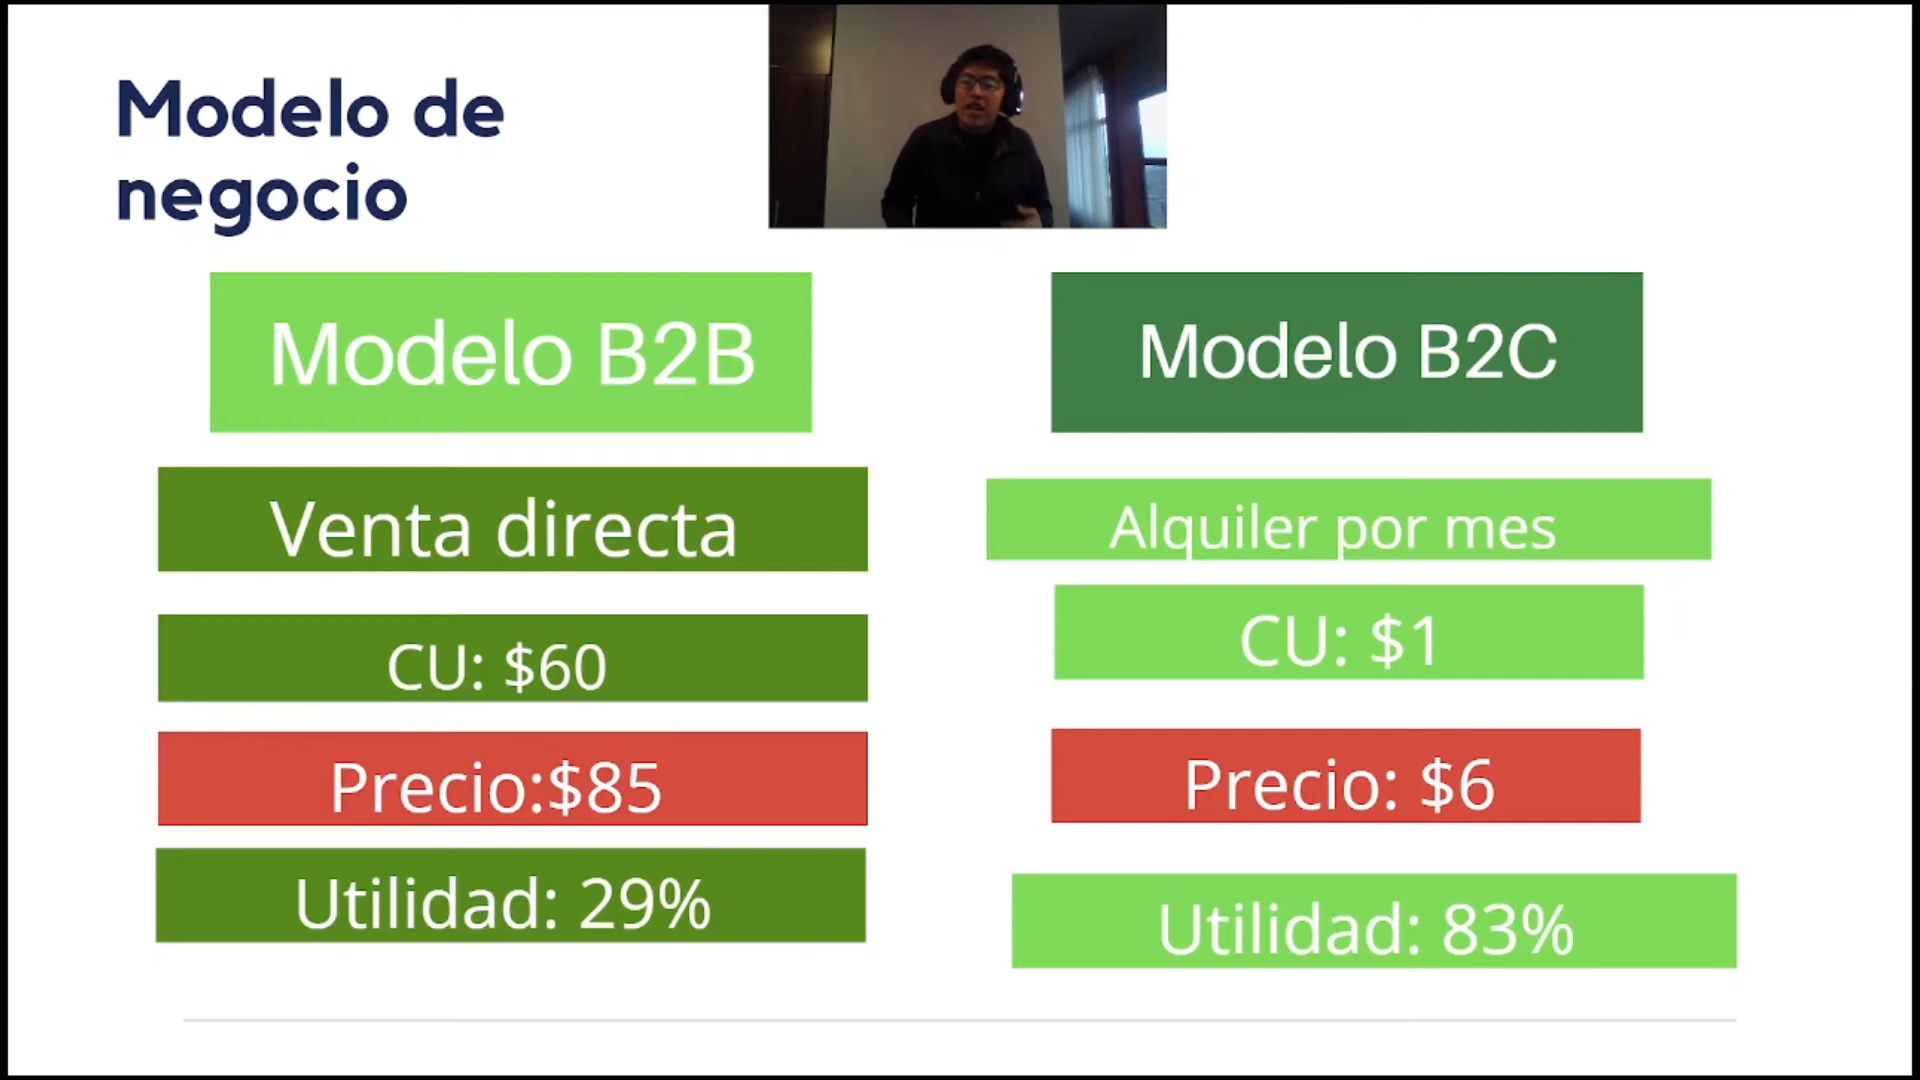 Modelo de
negocio
Modelo B2B
Venta directa
CU: $60
Precio:$85
Utilidad: 29%
Modelo B2C
Alquiler por mes
CU: $1
Precio: $6
Utilidad: 83%